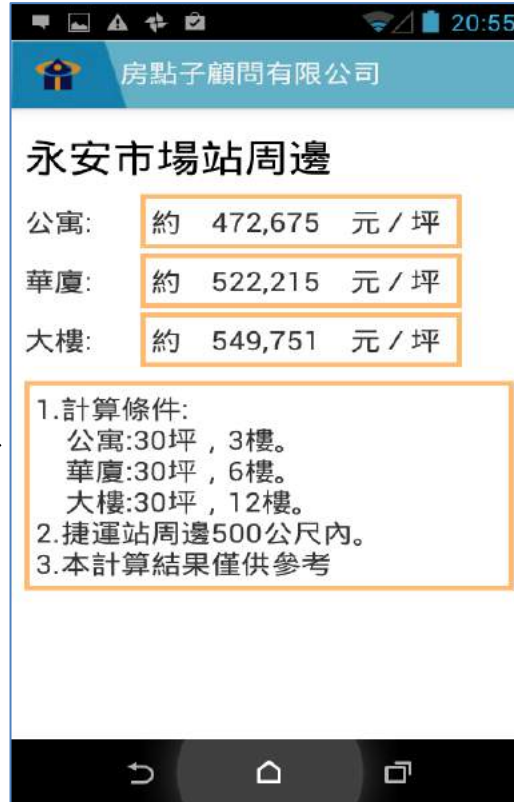 20:55
房點子顧問有限公司
永安市場站周邊
公寓: 約 472,675 元 / 坪
華廈: 約 522,215 元 / 坪
大樓: 約 549,751 元 / 坪
1.計算條件:
公寓:30坪，3樓。
華廈:30坪，6樓。
大樓:30坪，12樓。
2.捷運站周邊500公尺內。
3.本計算結果僅供參考